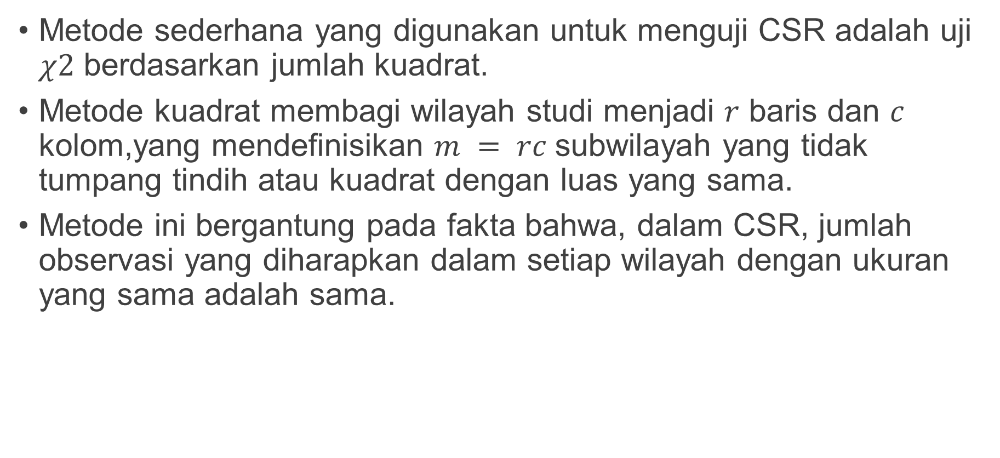 • Metode sederhana yang digunakan untuk menguji CSR adalah uji
χ2 berdasarkan jumlah kuadrat.
• Metode kuadrat membagi wilayah studi menjadi r baris dan c
kolom,yang mendefinisikan m = rc subwilayah yang tidak
tumpang tindih atau kuadrat dengan luas yang sama.
• Metode ini bergantung pada fakta bahwa, dalam CSR, jumlah
observasi yang diharapkan dalam setiap wilayah dengan ukuran
yang sama adalah sama.